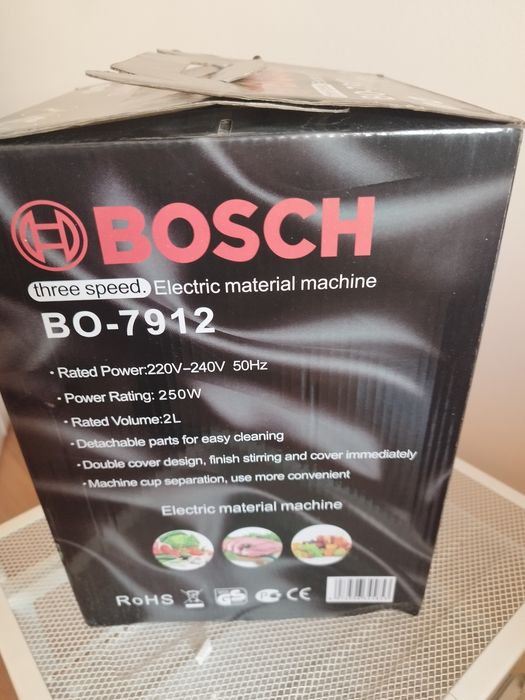 BOSCH
three speed. Electric material machine
BO-7912
· Rated Power:220V-240V 50Hz
· Power Rating: 250W
· Rated Volume:2L
· Detachable parts for easy cleaning
· Double cover design, finish stirring and cover immediately
· Machine cup separation, use more convenient
Electric material machine
RoHS GS CE